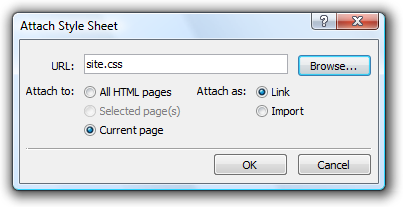 Attach Style Sheet
URL: site.css Browse...
Attach to: All HTML pages Attach as: Link
Selected page(s) Import
Current page
OK Cancel